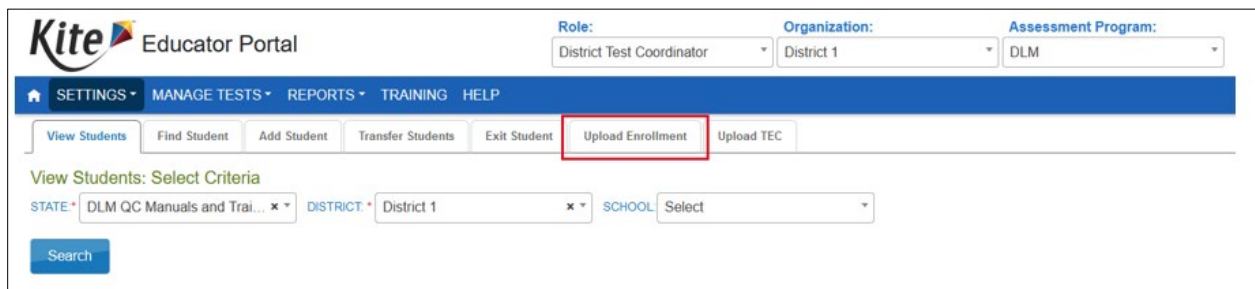 Kite Educator Portal
Role: Organization: Assessment Program:
District Test Coordinator District 1 DLM
SETTINGS MANAGE TESTS REPORTS TRAINING HELP
View Students Find Student Add Student Transfer Students Exit Student Upload Enrollment Upload TEC
View Students: Select Criteria
STATE:* DLM QC Manuals and Trai... × DISTRICT: * District 1 × SCHOOL: Select
Search